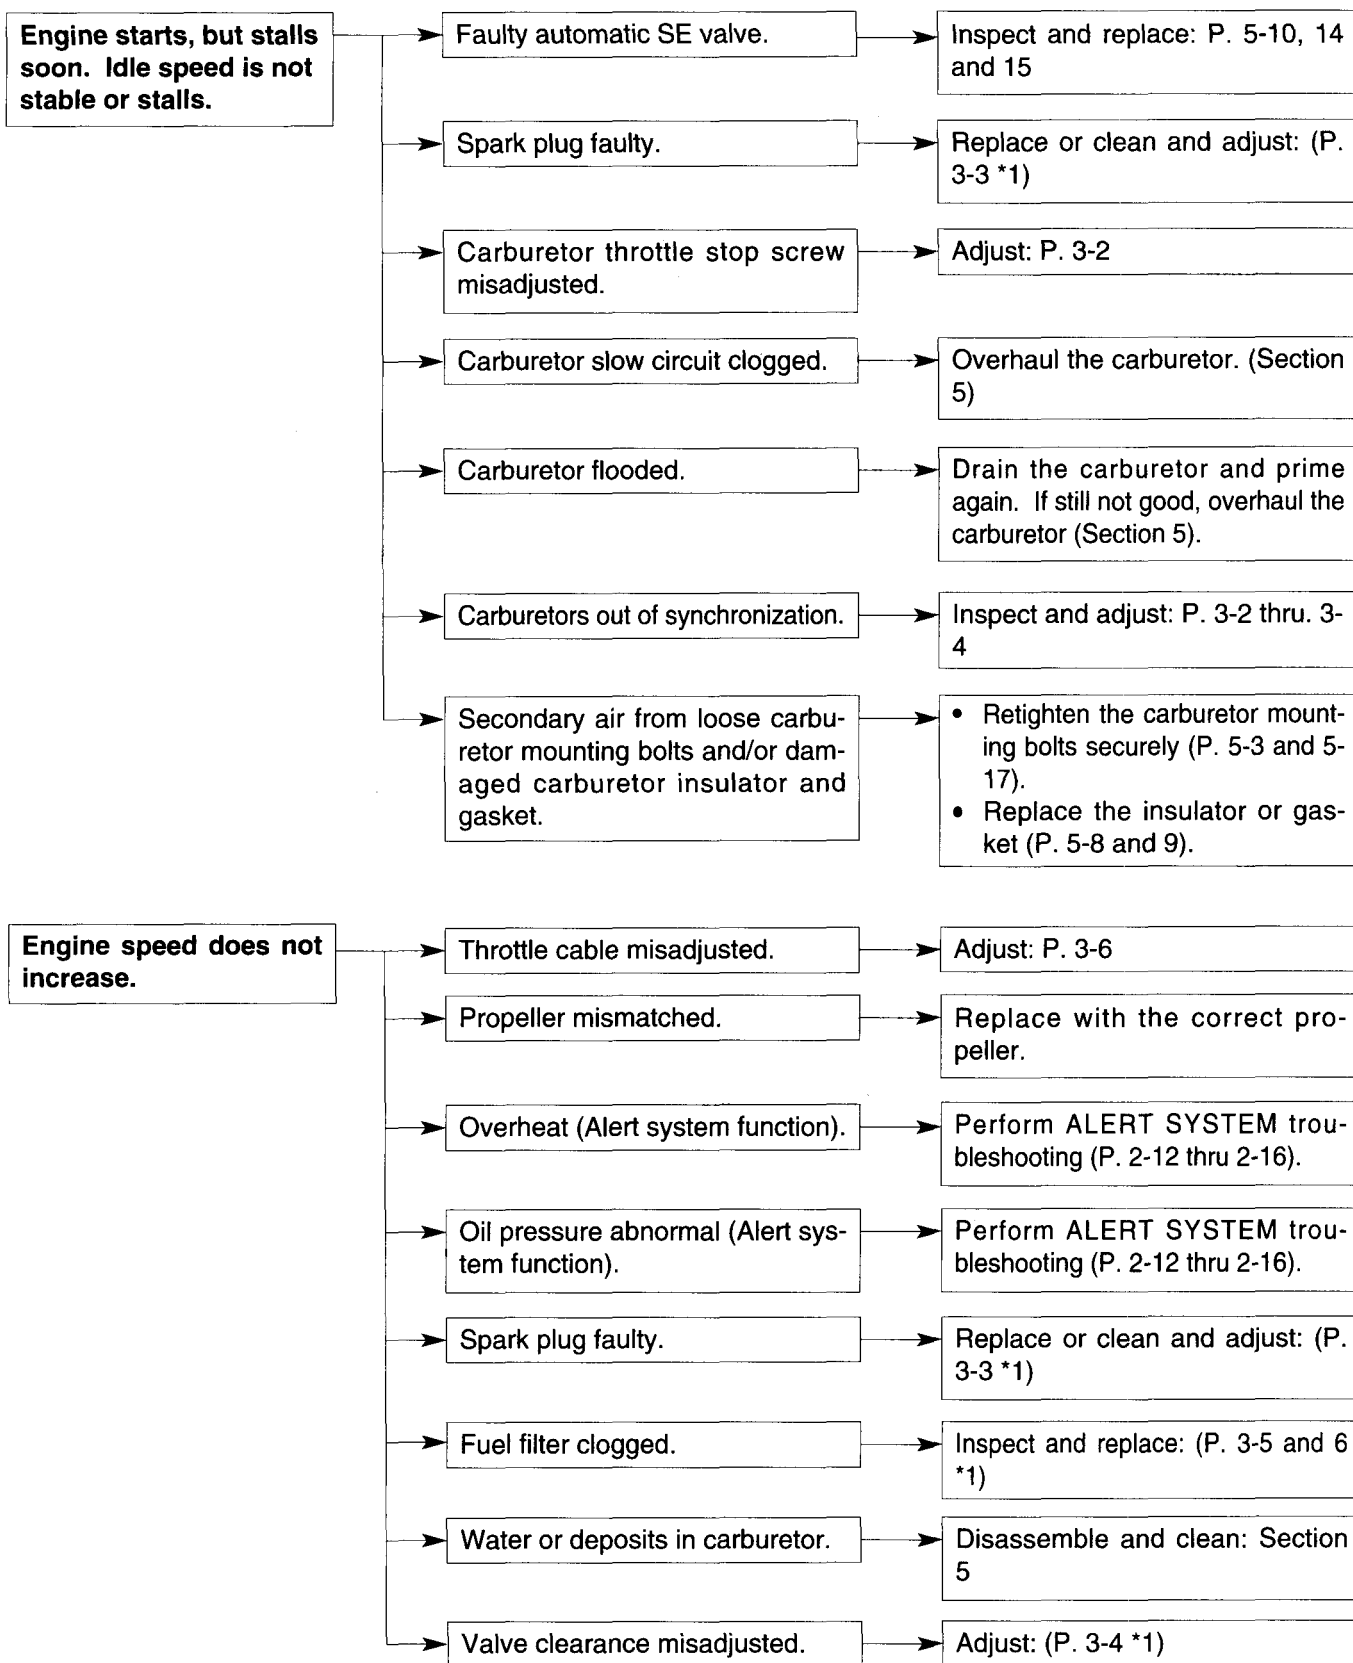 Engine starts, but stalls
soon. Idle speed is not
stable or stalls.
Faulty automatic SE valve.
Inspect and replace: P. 5-10, 14
and 15
Spark plug faulty.
Replace or clean and adjust: (P.
3-3 *1)
Carburetor throttle stop screw
misadjusted.
Adjust: P. 3-2
Carburetor slow circuit clogged.
Overhaul the carburetor. (Section
5)
Carburetor flooded.
Drain the carburetor and prime
again. If still not good, overhaul the
carburetor (Section 5).
Carburetors out of synchronization.
Inspect and adjust: P. 3-2 thru. 3-
4
Secondary air from loose carbu-
retor mounting bolts and/or dam-
aged carburetor insulator and
gasket.
• Retighten the carburetor mount-
ing bolts securely (P. 5-3 and 5-
17).
• Replace the insulator or gas-
ket (P. 5-8 and 9).
Engine speed does not
increase.
Throttle cable misadjusted.
Adjust: P. 3-6
Propeller mismatched.
Replace with the correct pro-
peller.
Overheat (Alert system function).
Perform ALERT SYSTEM trou-
bleshooting (P. 2-12 thru 2-16).
Oil pressure abnormal (Alert sys-
tem function).
Perform ALERT SYSTEM trou-
bleshooting (P. 2-12 thru 2-16).
Spark plug faulty.
Replace or clean and adjust: (P.
3-3 *1)
Fuel filter clogged.
Inspect and replace: (P. 3-5 and 6
*1)
Water or deposits in carburetor.
Disassemble and clean: Section
5
Valve clearance misadjusted.
Adjust: (P. 3-4 *1)